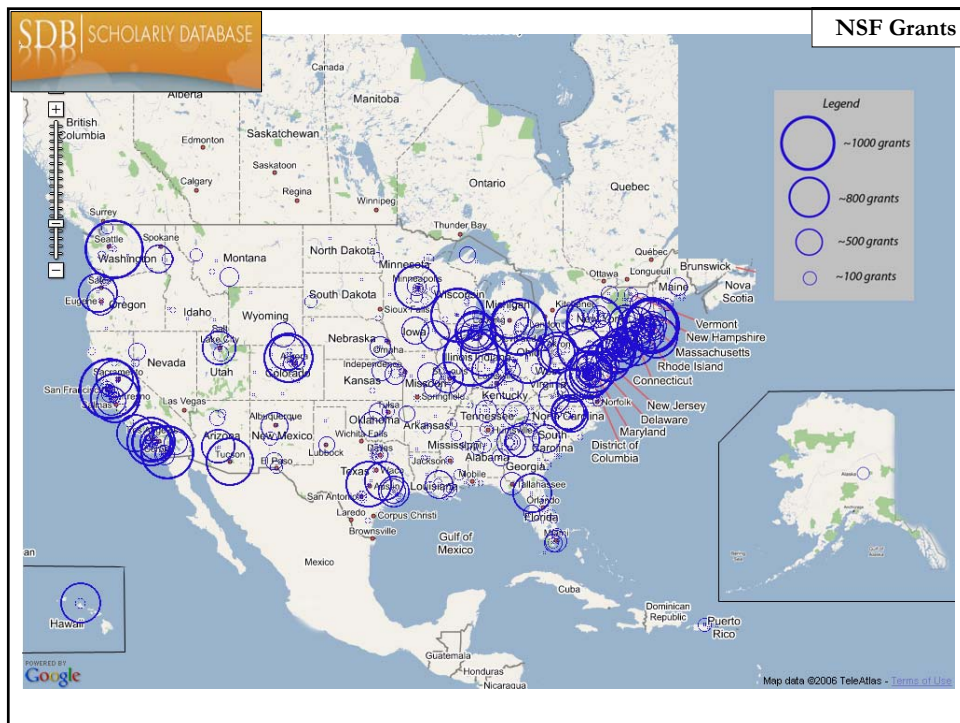 SDB SCHOLARLY DATABASE
NSF Grants
Legend
~1000 grants
~800 grants
~500 grants
~100 grants
Canada
Alberta
Manitoba
British
Columbia
Edmonton
Saskatchewan
Saskatoon
Ontario
Quebec
Calgary
Regina
Winnipeg
Surrey
Thunder Bay
Seattle
Spokane
Washington
Montana
North Dakota
Minnesota
Minneapolis
Québec
Longueuil
Ottawa
Brunswick
Maine
Nova
Scotia
Eugene
Oregon
Idaho
South Dakota
Wisconsin
Michigan
Wyoming
Sioux Falls
Vermont
New Hampshire
Massachusetts
Rhode Island
Connecticut
Salt
Lake City
Nebraska
Omaha
Iowa
Illinois
Indiana
Ohio
Nevada
Utah
Colorado
Independence
Kansas
Missouri
St Louis
Springfield
Kentucky
Virginia
Norfolk
New Jersey
Delaware
Maryland
District of
Columbia
Sacramento
San Francisco
Fresno
Salinas
Las Vegas
Albuquerque
New Mexico
Arizona
Tucson
El Paso
Lubbock
Oklahoma
Tulsa
Wichita Falls
Arkansas
Tennessee
Huntsville
North Carolina
South
Carolina
Mississippi
Alabama
Georgia
Dallas
Texas
Waco
Austin
San Antonio
Jackson
Louisiana
Mobile
Tallahassee
Orlando
Florida
Miami
Laredo
Corpus Christi
Brownsville
Gulf of
Mexico
Mexico
Cuba
Dominican
Republic
Puerto
Rico
Guatemala
Honduras
Nicaragua
Hawaii
Alaska
Anchorage
POWERED BY
Google
Map data ©2006 TeleAtlas - Terms of Use